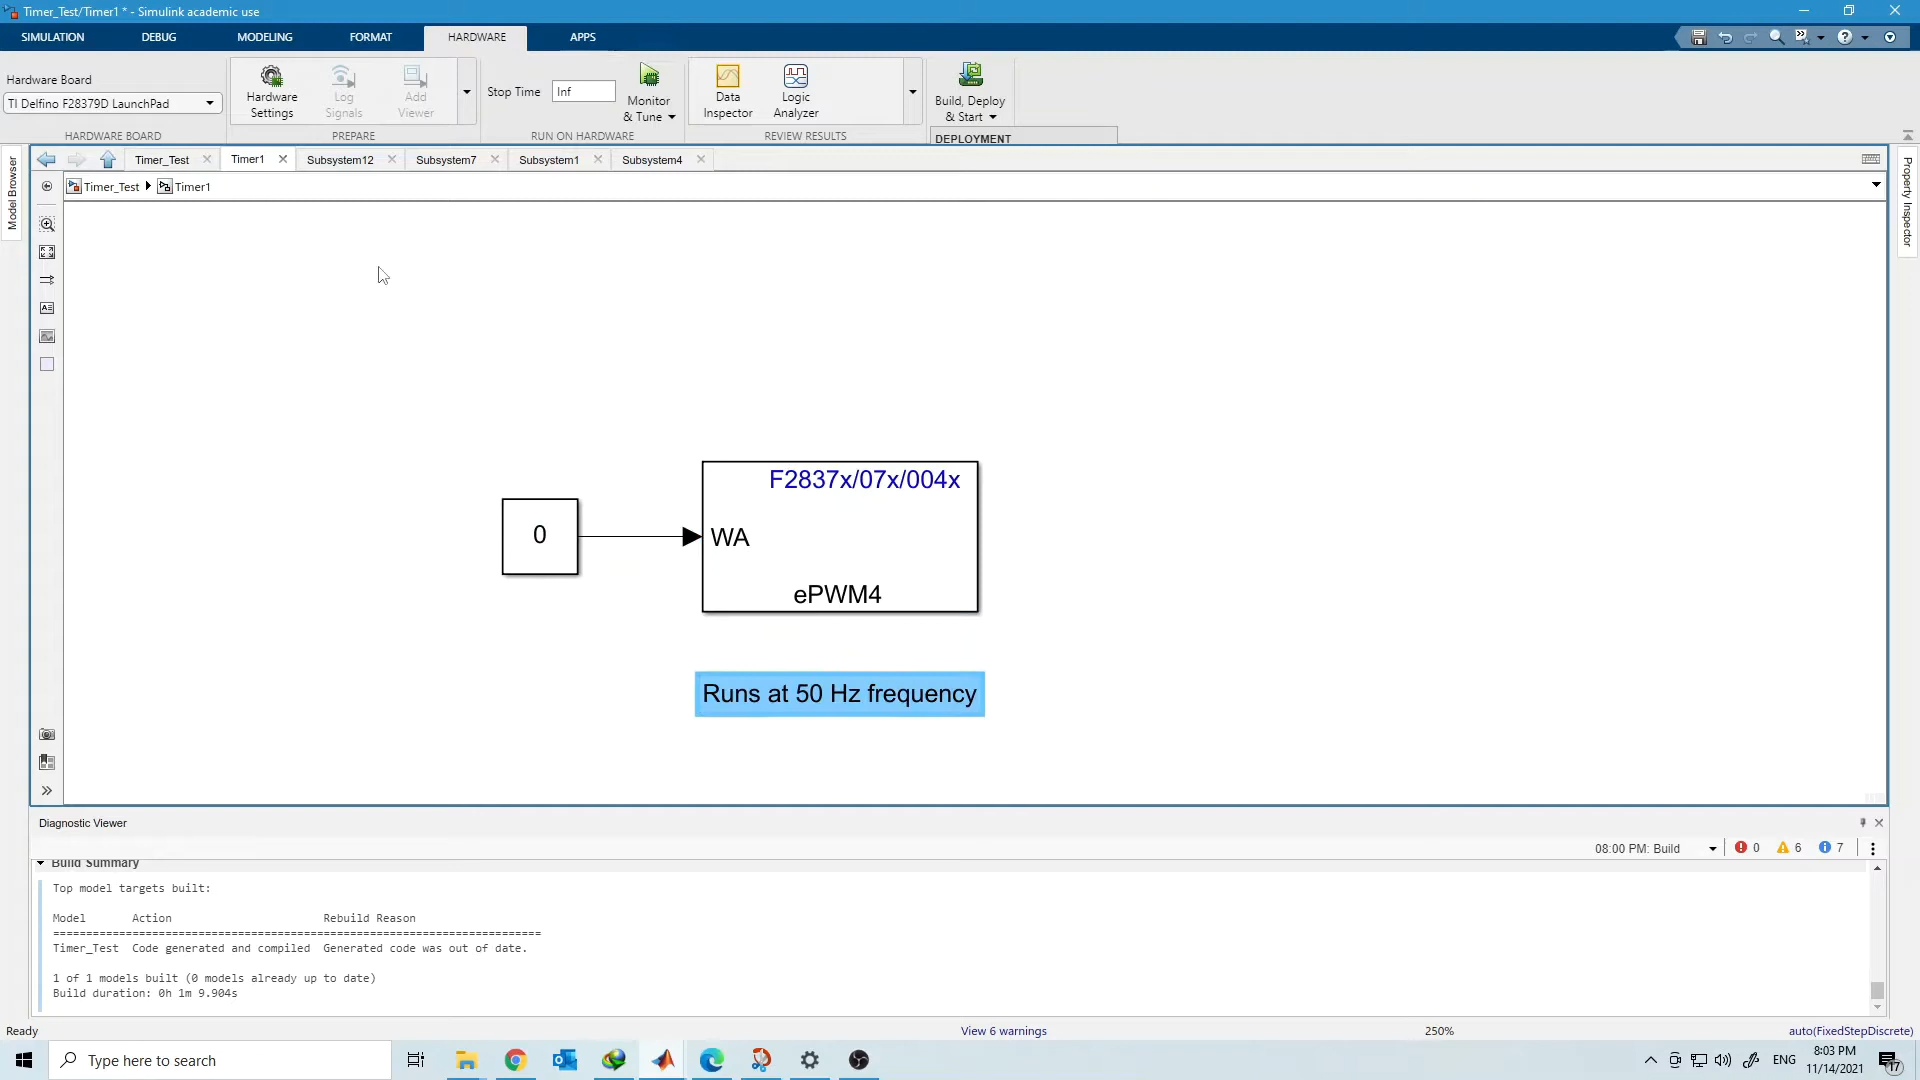 Timer_Test/Timer1 * - Simulink academic use
SIMULATION DEBUG MODELING FORMAT HARDWARE APPS
Hardware Board
TI Delfino F28379D LaunchPad
Hardware Settings
Log Signals
Add Viewer
Stop Time Inf
Monitor & Tune
Data Inspector
Logic Analyzer
Build, Deploy & Start
HARDWARE BOARD PREPARE RUN ON HARDWARE REVIEW RESULTS DEPLOYMENT
Timer_Test Timer1 Subsystem12 Subsystem7 Subsystem1 Subsystem4
Model Browser
Property Inspector
Timer_Test Timer1
F2837x/07x/004x
0
WA
ePWM4
Runs at 50 Hz frequency
Diagnostic Viewer
08:00 PM: Build 0 6 7
Build Summary
Top model targets built:
Model Action Rebuild Reason
================================================================================
Timer_Test Code generated and compiled Generated code was out of date.
1 of 1 models built (0 models already up to date)
Build duration: 0h 1m 9.904s
Ready View 6 warnings 250% auto(FixedStepDiscrete)
Type here to search
ENG
8:03 PM
11/14/2021
17